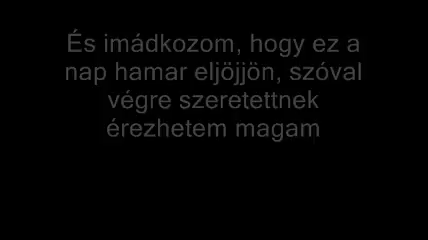 És imádkozom, hogy ez a
nap hamar eljöjjön, szóval
végre szeretettnek
érezhetem magam